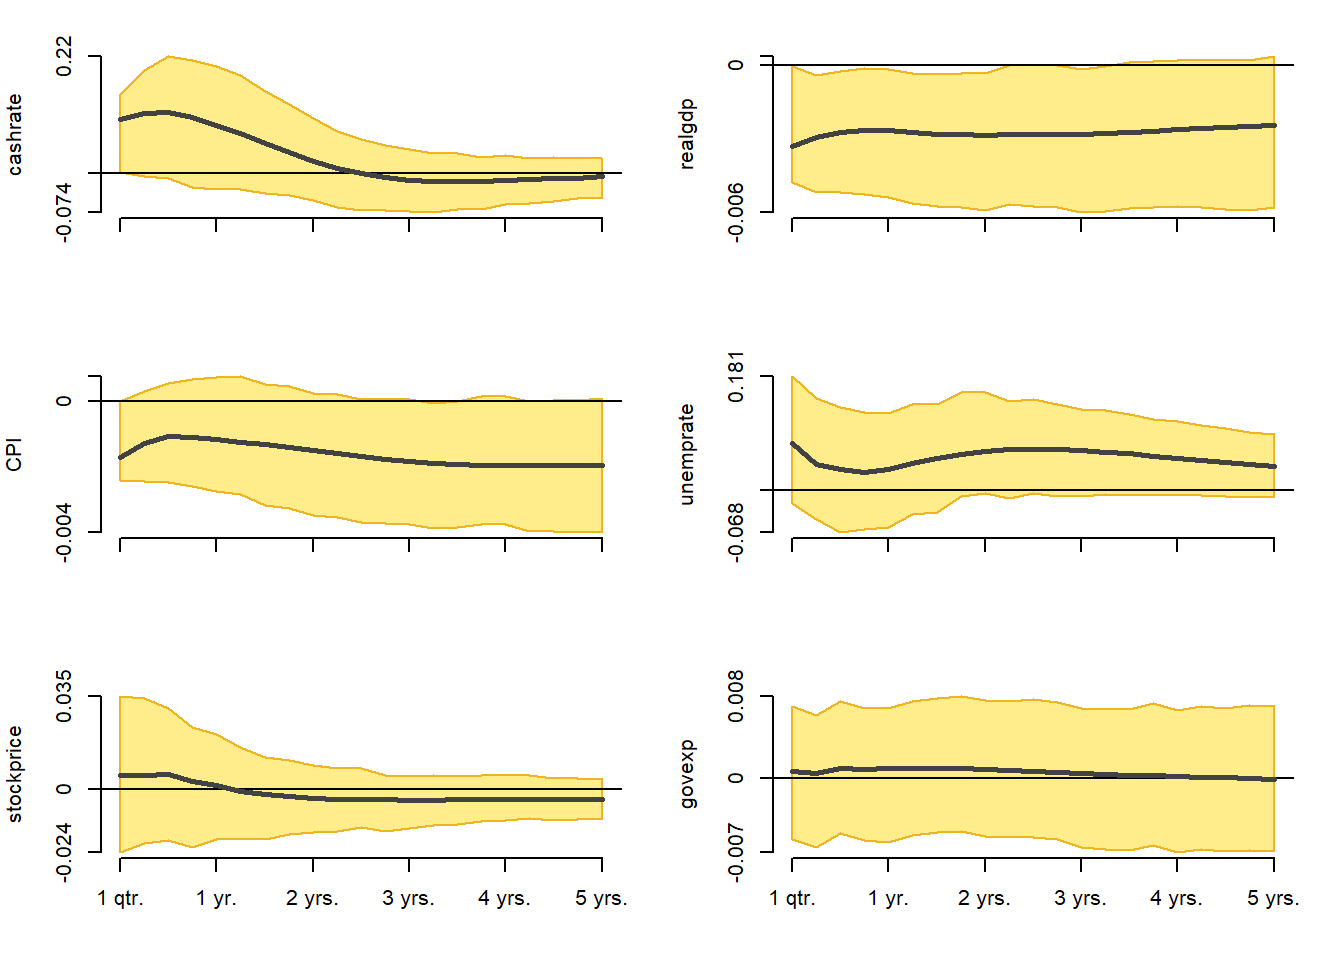 cashrate
0.22
-0.074
realgdp
0
-0.006
CPI
0
-0.004
unemprate
0.181
-0.068
stockprice
0.035
0
-0.024
1 qtr. 1 yr. 2 yrs. 3 yrs. 4 yrs. 5 yrs.
govexp
0.008
0
-0.007
1 qtr. 1 yr. 2 yrs. 3 yrs. 4 yrs. 5 yrs.